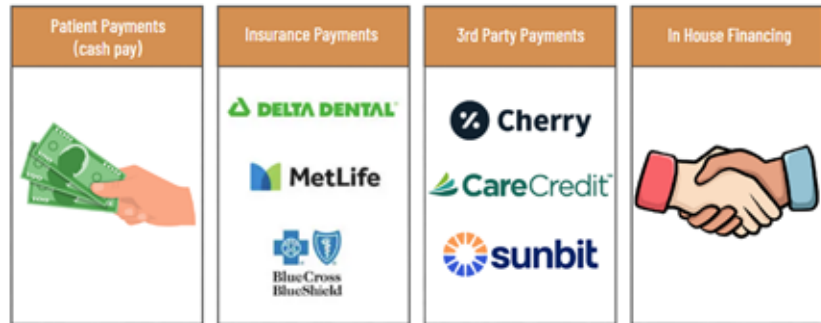 Patient Payments
(cash pay)
Insurance Payments
3rd Party Payments
In House Financing
DELTA DENTAL®
MetLife
BlueCross
BlueShield
Cherry
CareCredit™
sunbit